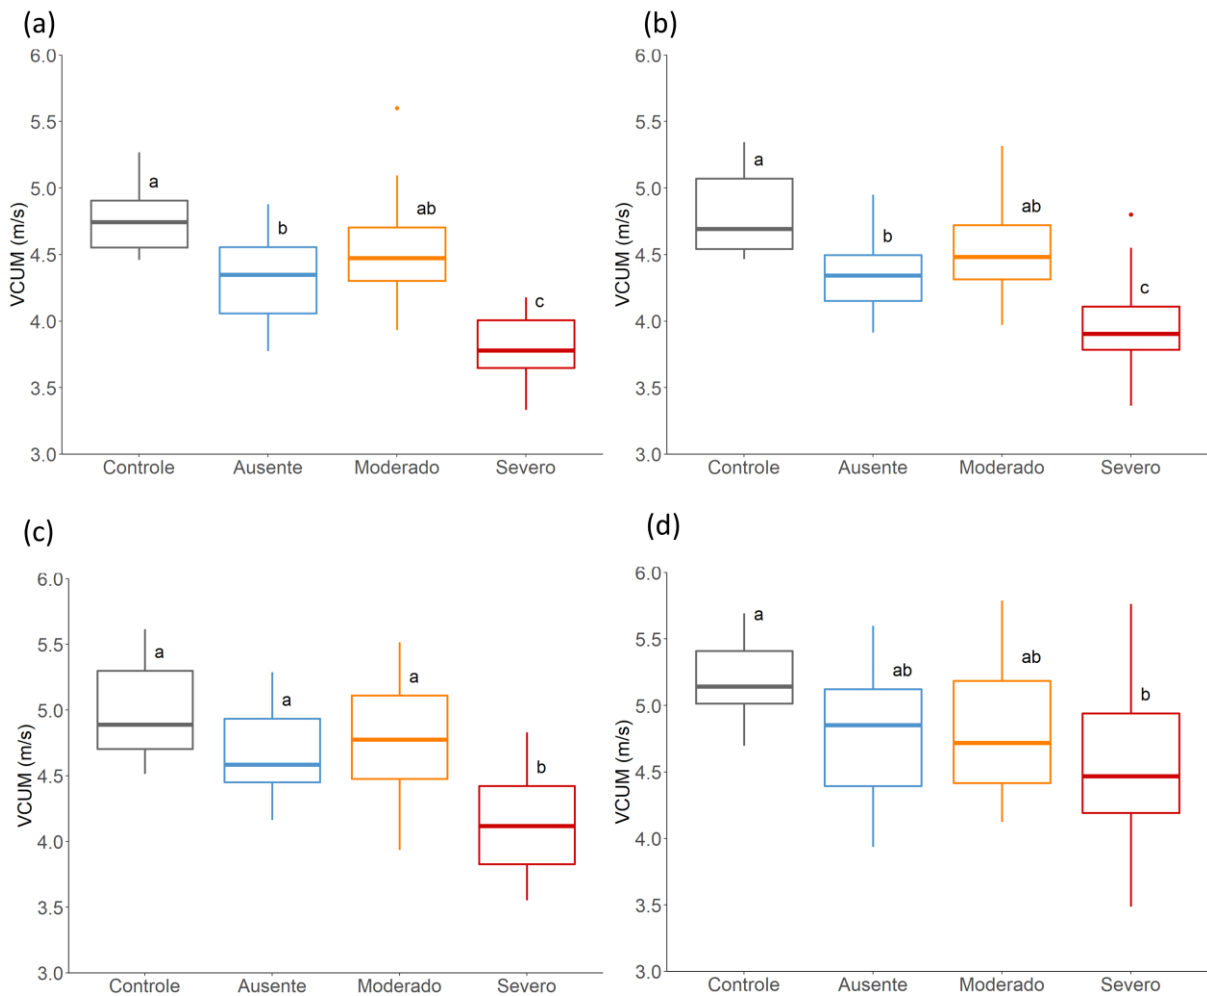 (a)
6.0
5.5
5.0
4.5
4.0
3.5
3.0
VCUM (m/s)
a
b
ab
c
Controle Ausente Moderado Severo
(b)
6.0
5.5
5.0
4.5
4.0
3.5
3.0
VCUM (m/s)
a
b
ab
c
Controle Ausente Moderado Severo
(c)
6.0
5.5
5.0
4.5
4.0
3.5
3.0
VCUM (m/s)
a
a
a
b
Controle Ausente Moderado Severo
(d)
6.0
5.5
5.0
4.5
4.0
3.5
3.0
VCUM (m/s)
a
ab
ab
b
Controle Ausente Moderado Severo